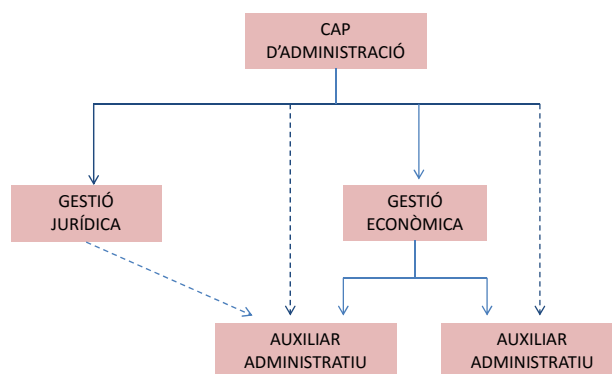 CAP
D'ADMINISTRACIÓ
GESTIÓ
JURÍDICA
GESTIÓ
ECONÒMICA
AUXILIAR
ADMINISTRATIU
AUXILIAR
ADMINISTRATIU